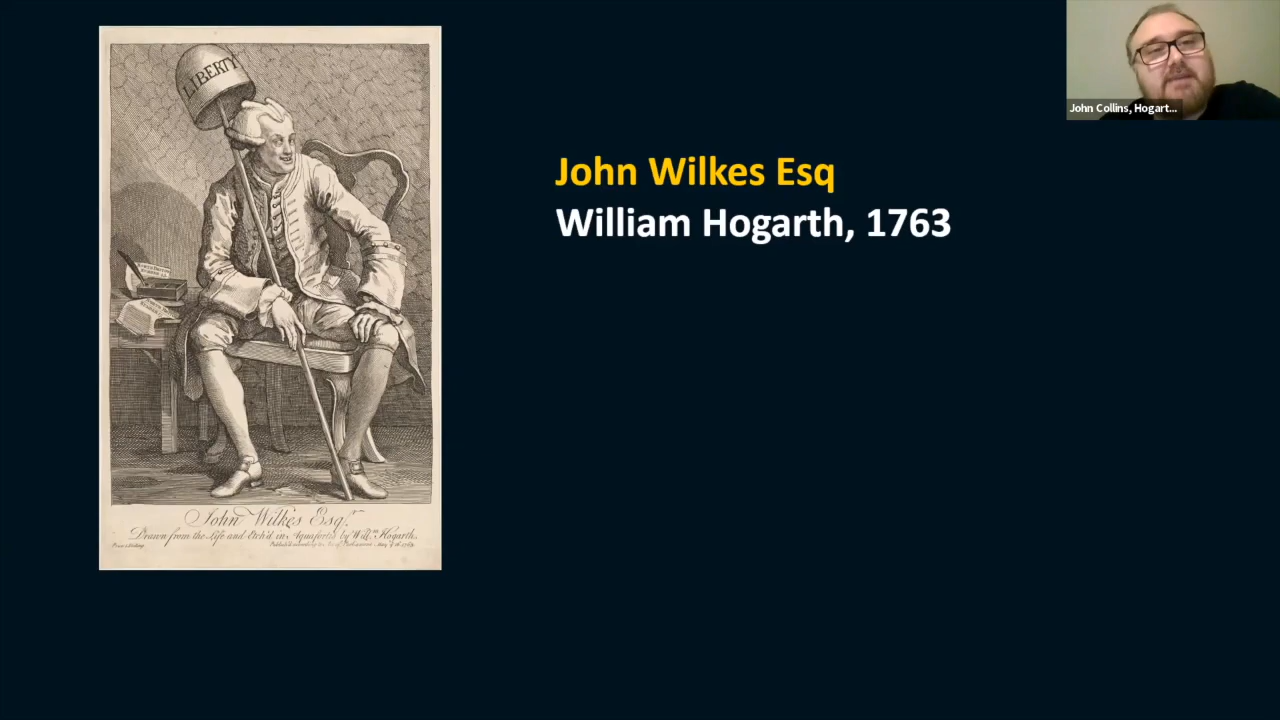 John Collins, Hogart...
John Wilkes Esq
William Hogarth, 1763
LIBERTY
John Wilkes Esqr.
Drawn from the Life and Etch'd in Aquafortis by Willm. Hogarth.